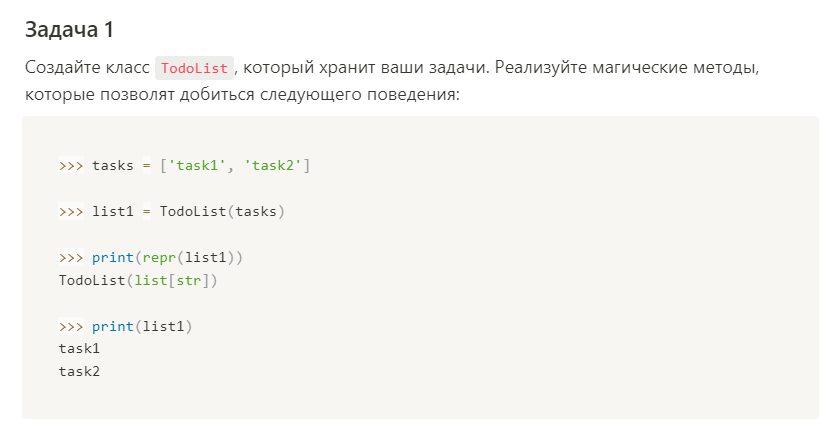 Задача 1
Создайте класс TodoList, который хранит ваши задачи. Реализуйте магические методы,
которые позволят добиться следующего поведения:
>>> tasks = ['task1', 'task2']
>>> list1 = TodoList(tasks)
>>> print(repr(list1))
TodoList(list[str])
>>> print(list1)
task1
task2